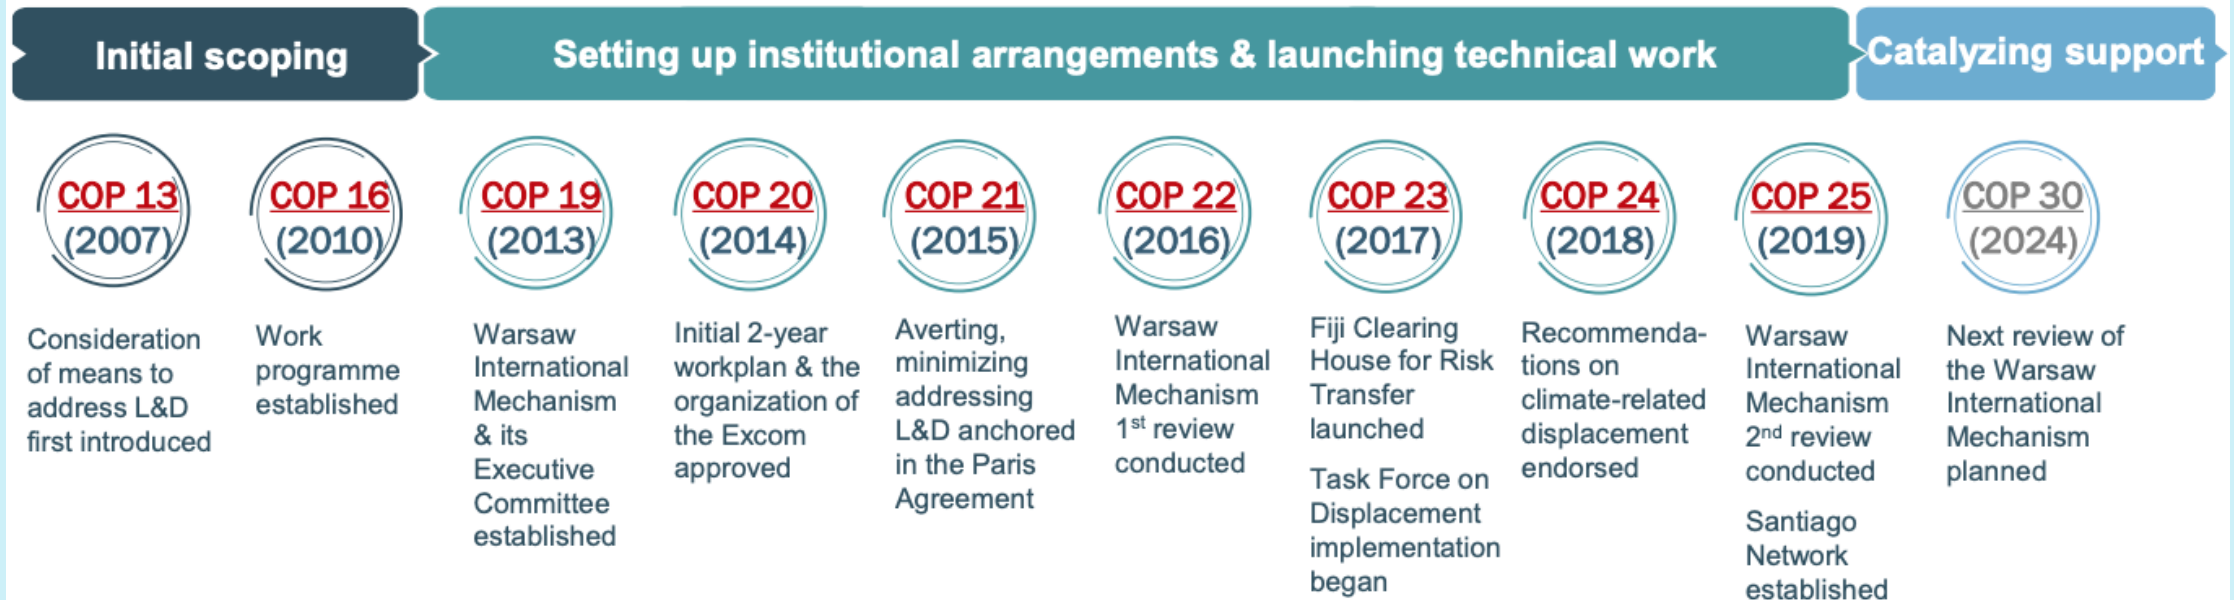 Initial scoping
Setting up institutional arrangements & launching technical work
Catalyzing support
COP 13
(2007)
Consideration
of means to
address L&D
first introduced
COP 16
(2010)
Work
programme
established
COP 19
(2013)
Warsaw
International
Mechanism
& its
Executive
Committee
established
COP 20
(2014)
Initial 2-year
workplan & the
organization of
the Excom
approved
COP 21
(2015)
Averting,
minimizing
addressing
L&D anchored
in the Paris
Agreement
COP 22
(2016)
Warsaw
International
Mechanism
1st review
conducted
COP 23
(2017)
Fiji Clearing
House for Risk
Transfer
launched
Task Force on
Displacement
implementation
began
COP 24
(2018)
Recommenda-
tions on
climate-related
displacement
endorsed
COP 25
(2019)
Warsaw
International
Mechanism
2nd review
conducted
Santiago
Network
established
COP 30
(2024)
Next review of
the Warsaw
International
Mechanism
planned